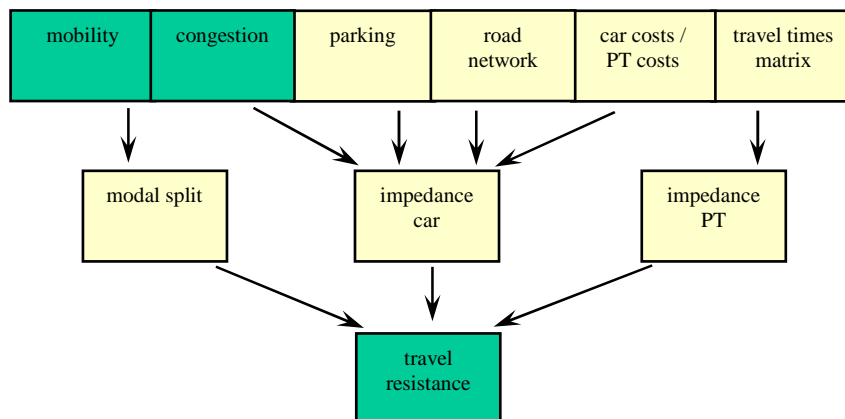 mobility
congestion
parking
road
network
car costs /
PT costs
travel times
matrix
modal split
impedance
car
impedance
PT
travel
resistance